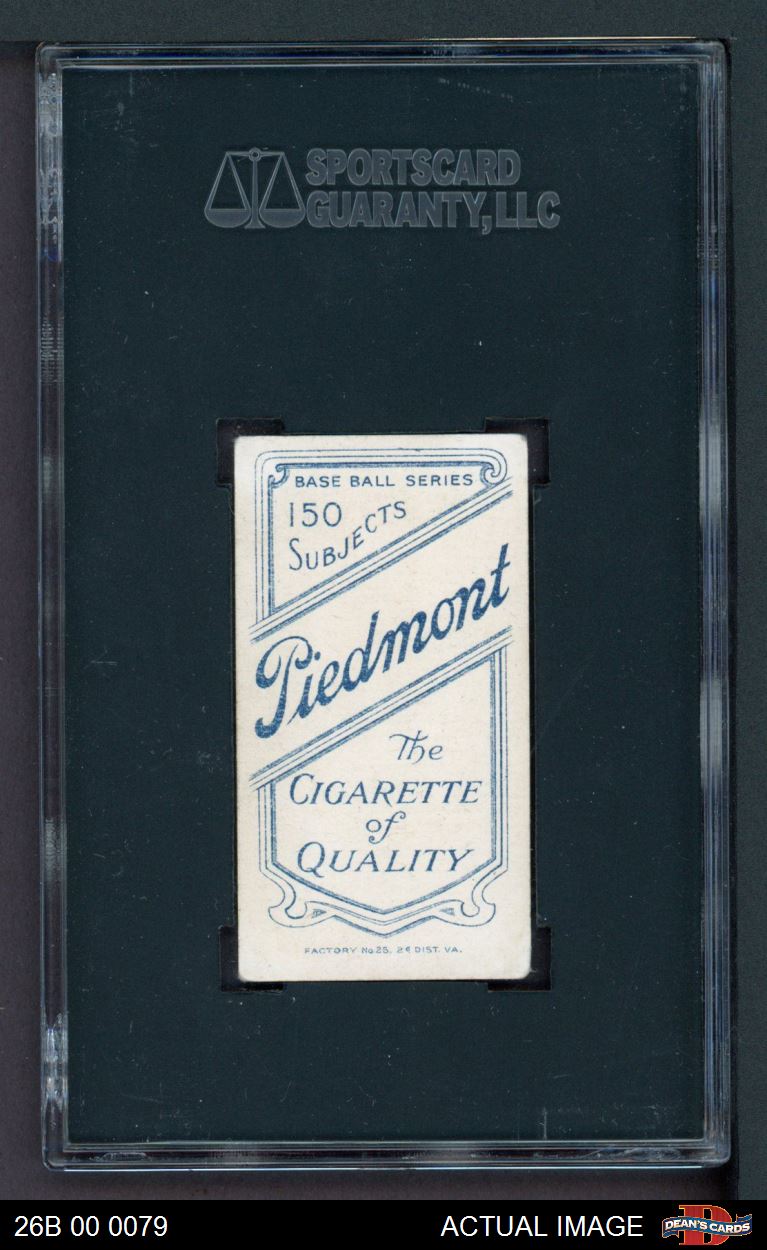 SPORTSCARD
GUARANTY, LLC
BASE BALL SERIES
150
SUBJECTS
Piedmont
The
CIGARETTE
of
QUALITY
FACTORY No 25. 2d DIST. VA.
26B 00 0079
ACTUAL IMAGE
DEAN'S CARDS